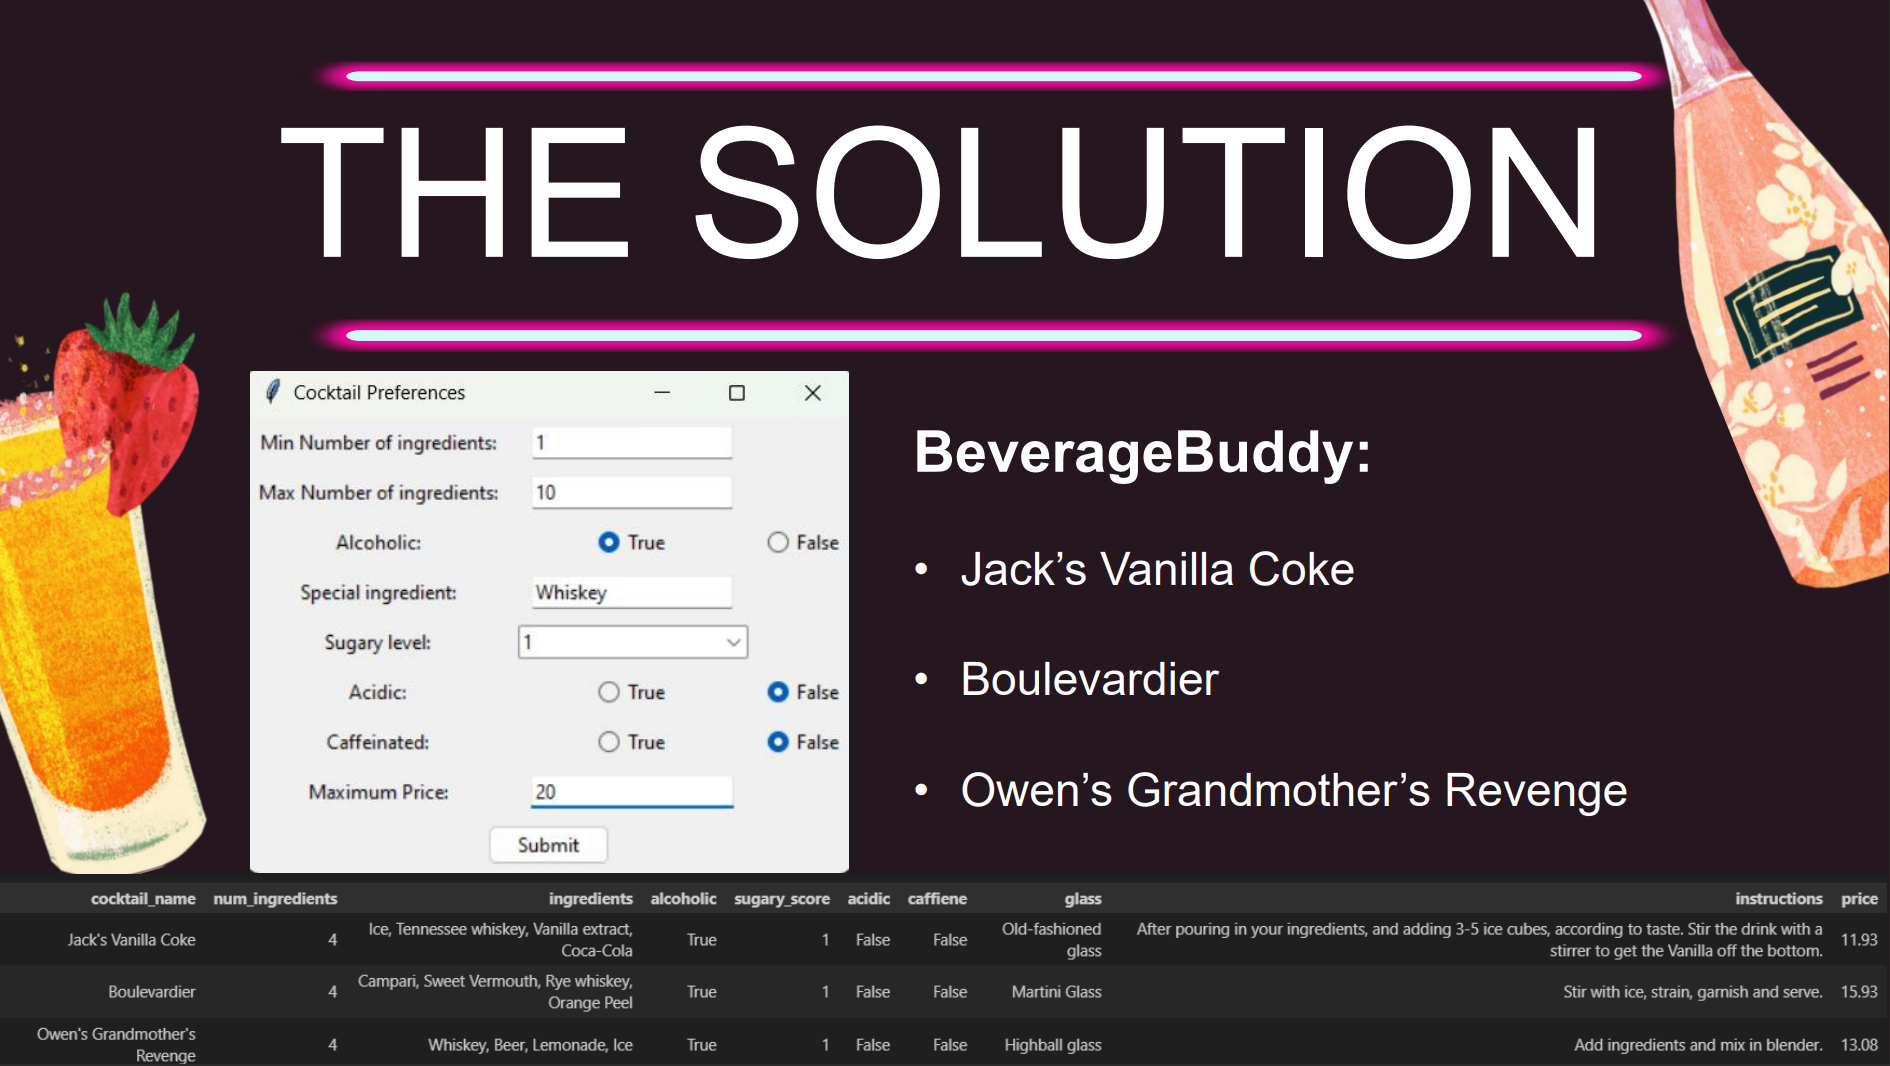 THE SOLUTION
Cocktail Preferences
Min Number of ingredients: 1
Max Number of ingredients: 10
Alcoholic: True False
Special ingredient: Whiskey
Sugary level: 1
Acidic: True False
Caffeinated: True False
Maximum Price: 20
Submit
BeverageBuddy:
• Jack’s Vanilla Coke
• Boulevardier
• Owen’s Grandmother’s Revenge
cocktail_name num_ingredients ingredients alcoholic sugary_score acidic caffiene glass instructions price
Jack's Vanilla Coke 4 Ice, Tennessee whiskey, Vanilla extract, Coca-Cola True 1 False False Old-fashioned glass After pouring in your ingredients, and adding 3-5 ice cubes, according to taste. Stir the drink with a stirrer to get the Vanilla off the bottom. 11.93
Boulevardier 4 Campari, Sweet Vermouth, Rye whiskey, Orange Peel True 1 False False Martini Glass Stir with ice, strain, garnish and serve. 15.93
Owen's Grandmother's Revenge 4 Whiskey, Beer, Lemonade, Ice True 1 False False Highball glass Add ingredients and mix in blender. 13.08